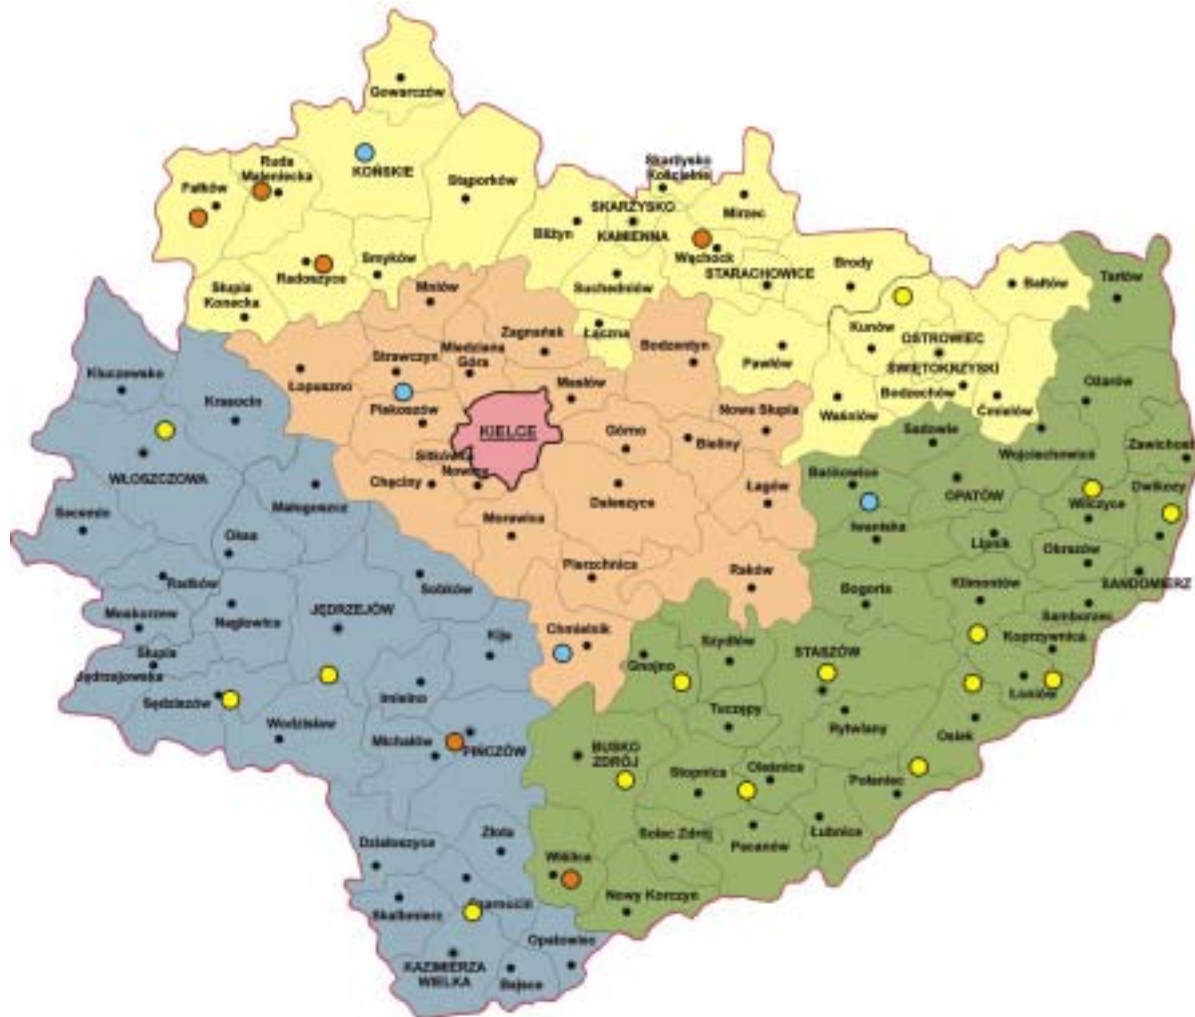 Gowarczów
Ruda
Maleniecka
KOŃSKIE
Fałków
Stąporków
Skarżysko
Kościelne
SKARŻYSKO
KAMIENNA
Mirzec
Bliżyn
Wąchock
STARACHOWICE
Brody
Radoszyce
Smyków
Słupia
Konecka
Suchedniów
Mniów
Łączna
Bałtów
Tarłów
Kunów
OSTROWIEC
ŚWIĘTOKRZYSKI
Bodzechów
Ćmielów
Pawłów
Waśniów
Zagnańsk
Bodzentyn
Strawczyn
Miedziana
Góra
Łopuszno
Masłów
Piekoszów
KIELCE
Górno
Bieliny
Nowa Słupia
Kluczewsko
Krasocin
WŁOSZCZOWA
Ożarów
Sadowie
Wojciechowice
Zawichost
Sitkówka
Nowiny
Chęciny
Daleszyce
Łagów
Baćkowice
OPATÓW
Dwikozy
Wilczyce
Małogoszcz
Morawica
Iwaniska
Lipnik
Obrazów
Secemin
Oksa
Pierzchnica
Raków
Radków
Sobków
Bogoria
Klimontów
SANDOMIERZ
Moskorzew
Nagłowice
JĘDRZEJÓW
Samborzec
Koprzywnica
Kije
Chmielnik
Szydłów
STASZÓW
Słupia
Jędrzejowska
Gnojno
Łoniów
Sędziszów
Imielno
Wodzisław
Tuczępy
Rytwiany
Osiek
Michałów
PIŃCZÓW
BUSKO
ZDRÓJ
Stopnica
Oleśnica
Połaniec
Złota
Działoszyce
Solec Zdrój
Pacanów
Łubnice
Wiślica
Skalbmierz
Czarnocin
Nowy Korczyn
Opatowiec
KAZIMIERZA
WIELKA
Bejsce